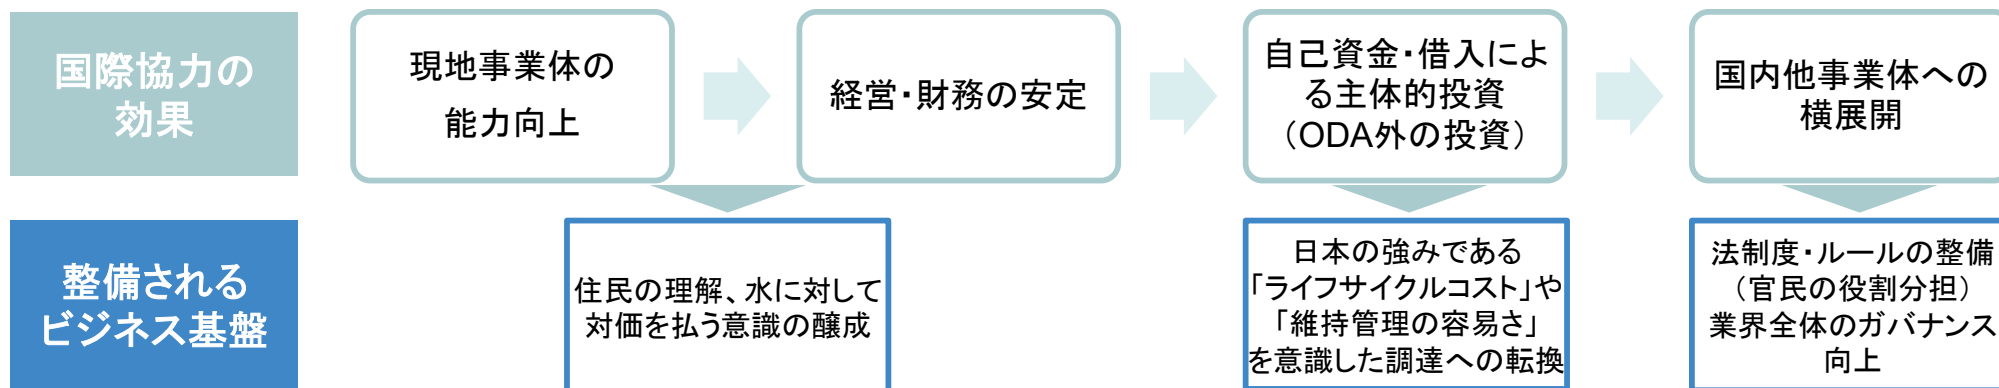 国際協力の
効果
現地事業体の
能力向上
経営・財務の安定
自己資金・借入によ
る主体的投資
（ODA外の投資）
国内他事業体への
横展開
整備される
ビジネス基盤
住民の理解、水に対して
対価を払う意識の醸成
日本の強みである
「ライフサイクルコスト」や
「維持管理の容易さ」
を意識した調達への転換
法制度・ルールの整備
（官民の役割分担）
業界全体のガバナンス
向上